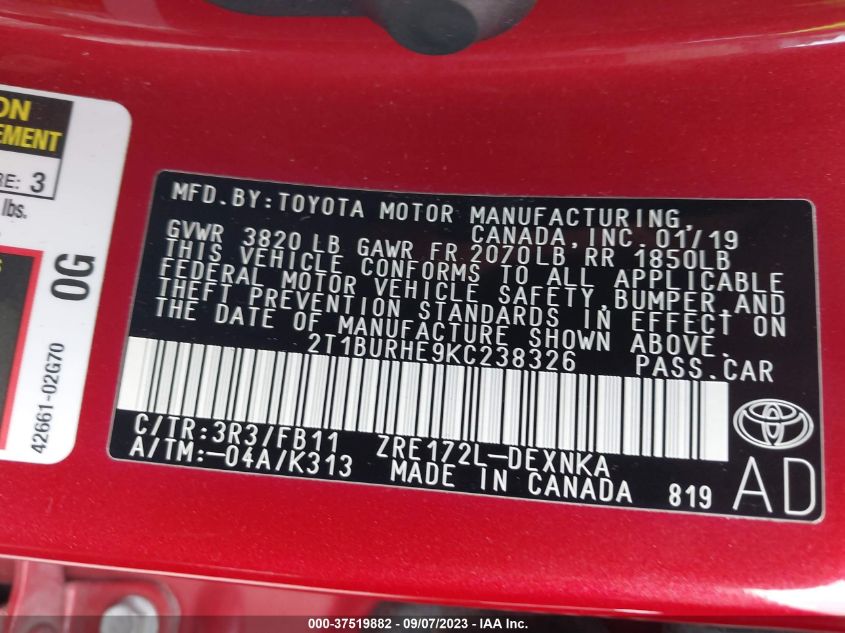 ON
EMENT
RE: 3
lbs.
0G
42661-02G70
MFD. BY: TOYOTA MOTOR MANUFACTURING,
CANADA, INC. 01/19
GVWR 3820 LB GAWR FR 2070LB RR 1850LB
THIS VEHICLE CONFORMS TO ALL APPLICABLE
FEDERAL MOTOR VEHICLE SAFETY, BUMPER, AND
THEFT PREVENTION STANDARDS IN EFFECT ON
THE DATE OF MANUFACTURE SHOWN ABOVE.
2T1BURHE9KC238326 PASS. CAR
C/TR:3R3/FB11 ZRE172L-DEXNKA
A/TM:-04A/K313 MADE IN CANADA 819
AD
000-37519882 - 09/07/2023 - IAA Inc.